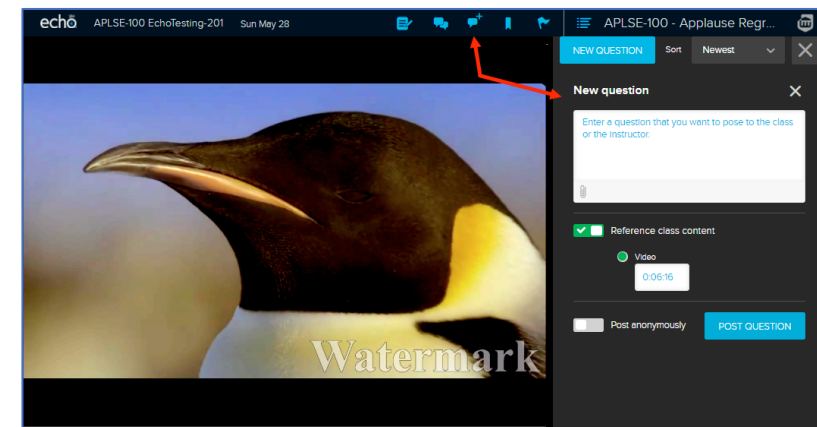 echo
APLSE-100 EchoTesting-201 Sun May 28
APLSE-100 - Applause Regr...
NEW QUESTION Sort Newest
New question
Enter a question that you want to pose to the class
or the instructor.
Reference class content
Video
0:06:16
Post anonymously POST QUESTION
Watermark